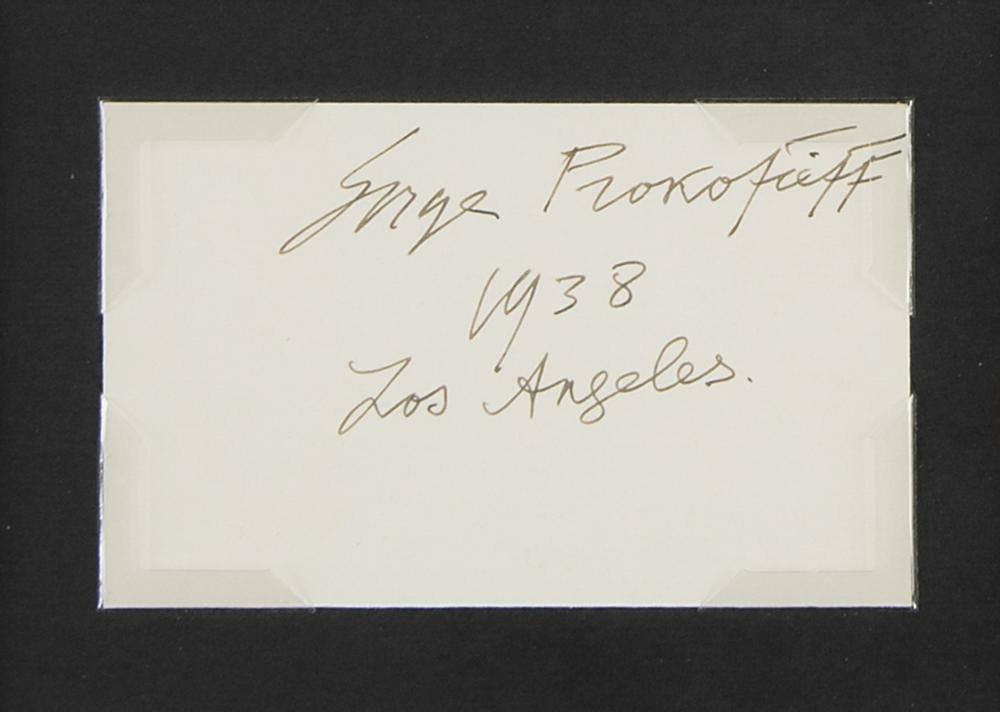 Serge Prokofieff
1938
Los Angeles.